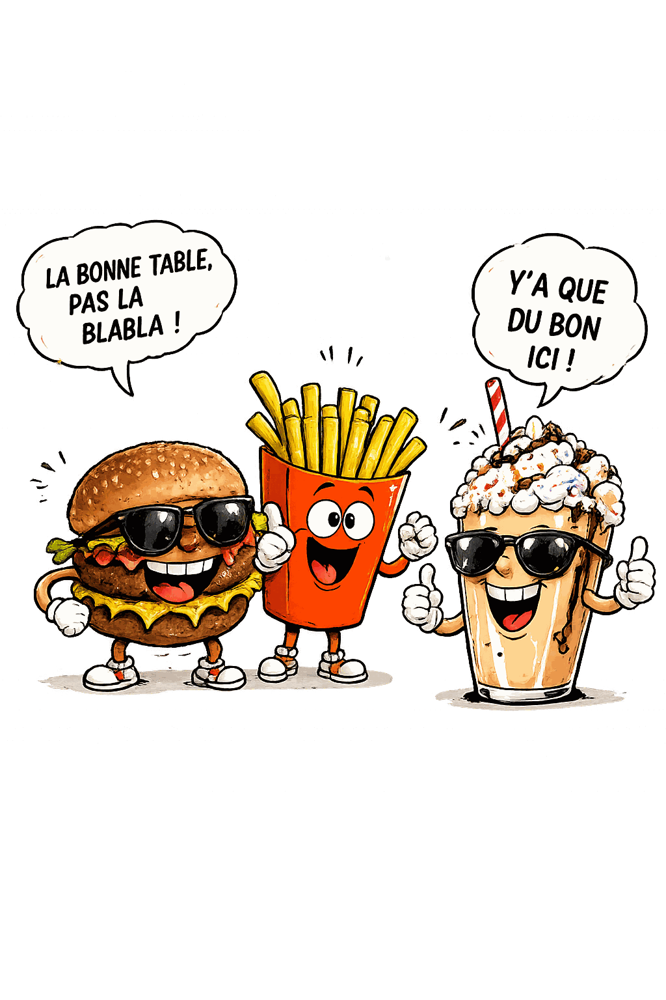 LA BONNE TABLE,
PAS LA
BLABLA !
Y'A QUE
DU BON
ICI !